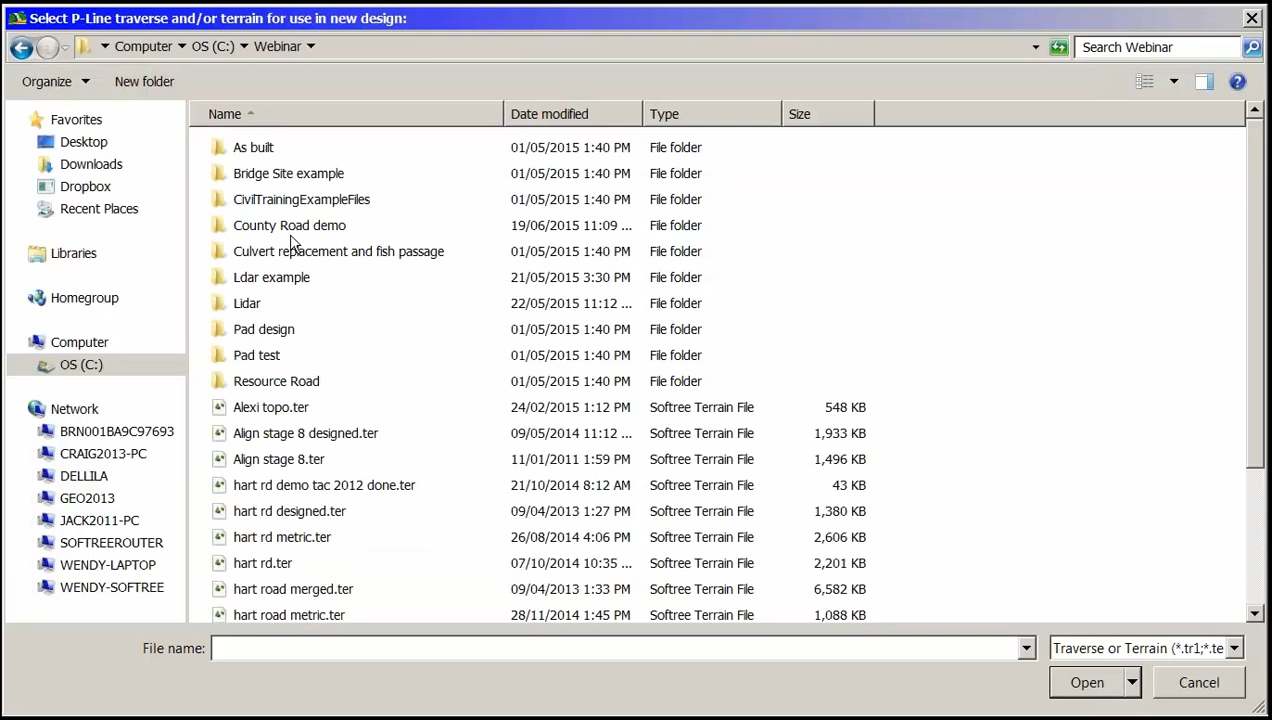 Select P-Line traverse and/or terrain for use in new design:
Computer OS (C:) Webinar Search Webinar
Organize New folder
Name Date modified Type Size
Favorites
Desktop
Downloads
Dropbox
Recent Places
Libraries
Homegroup
Computer
OS (C:)
Network
BRN001BA9C97693
CRAIG2013-PC
DELLILA
GEO2013
JACK2011-PC
SOFTREEROUTER
WENDY-LAPTOP
WENDY-SOFTREE
As built 01/05/2015 1:40 PM File folder
Bridge Site example 01/05/2015 1:40 PM File folder
CivilTrainingExampleFiles 01/05/2015 1:40 PM File folder
County Road demo 19/06/2015 11:09 ... File folder
Culvert replacement and fish passage 01/05/2015 1:40 PM File folder
Ldar example 21/05/2015 3:30 PM File folder
Lidar 22/05/2015 11:12 ... File folder
Pad design 01/05/2015 1:40 PM File folder
Pad test 01/05/2015 1:40 PM File folder
Resource Road 01/05/2015 1:40 PM File folder
Alexi topo.ter 24/02/2015 1:12 PM Softree Terrain File 548 KB
Align stage 8 designed.ter 09/05/2014 11:12 ... Softree Terrain File 1,933 KB
Align stage 8.ter 11/01/2011 1:59 PM Softree Terrain File 1,496 KB
hart rd demo tac 2012 done.ter 21/10/2014 8:12 AM Softree Terrain File 43 KB
hart rd designed.ter 09/04/2013 1:27 PM Softree Terrain File 1,380 KB
hart rd metric.ter 26/08/2014 4:06 PM Softree Terrain File 2,606 KB
hart rd.ter 07/10/2014 10:35 ... Softree Terrain File 2,201 KB
hart road merged.ter 09/04/2013 1:33 PM Softree Terrain File 6,582 KB
hart road metric.ter 28/11/2014 1:45 PM Softree Terrain File 1,088 KB
File name: Traverse or Terrain (*.tr1;*.te
Open Cancel